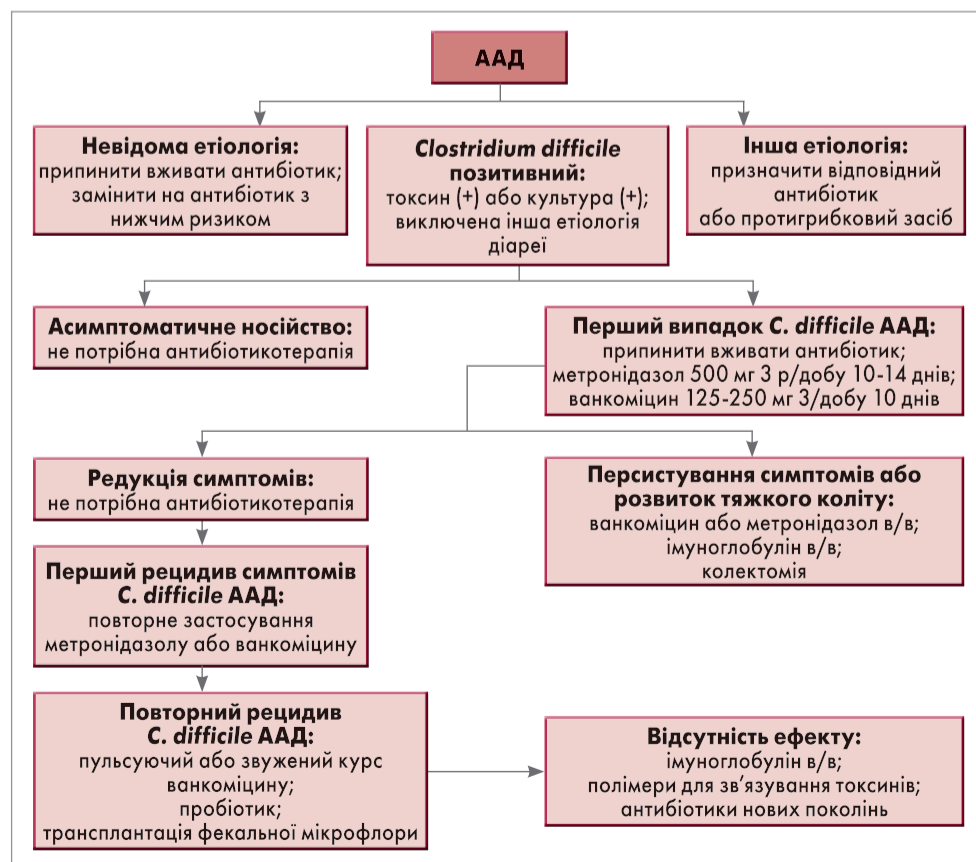 ААД
Невідома етіологія:
припинити вживати антибіотик;
замінити на антибіотик з
нижчим ризиком
Clostridium difficile
позитивний:
токсин (+) або культура (+);
виключена інша етіологія
діареї
Інша етіологія:
призначити відповідний
антибіотик
або протигрибковий засіб
Асимптоматичне носійство:
не потрібна антибіотикотерапія
Перший випадок C. difficile ААД:
припинити вживати антибіотик;
метронідазол 500 мг 3 р/добу 10-14 днів;
ванкоміцин 125-250 мг 3/добу 10 днів
Редукція симптомів:
не потрібна антибіотикотерапія
Персистування симптомів або
розвиток тяжкого коліту:
ванкоміцин або метронідазол в/в;
імуноглобулін в/в;
колектомія
Перший рецидив симптомів
C. difficile ААД:
повторне застосування
метронідазолу або ванкоміцину
Повторний рецидив
C. difficile ААД:
пульсуючий або звужений курс
ванкоміцину;
пробіотик;
трансплантація фекальної мікрофлори
Відсутність ефекту:
імуноглобулін в/в;
полімери для зв’язування токсинів;
антибіотики нових поколінь